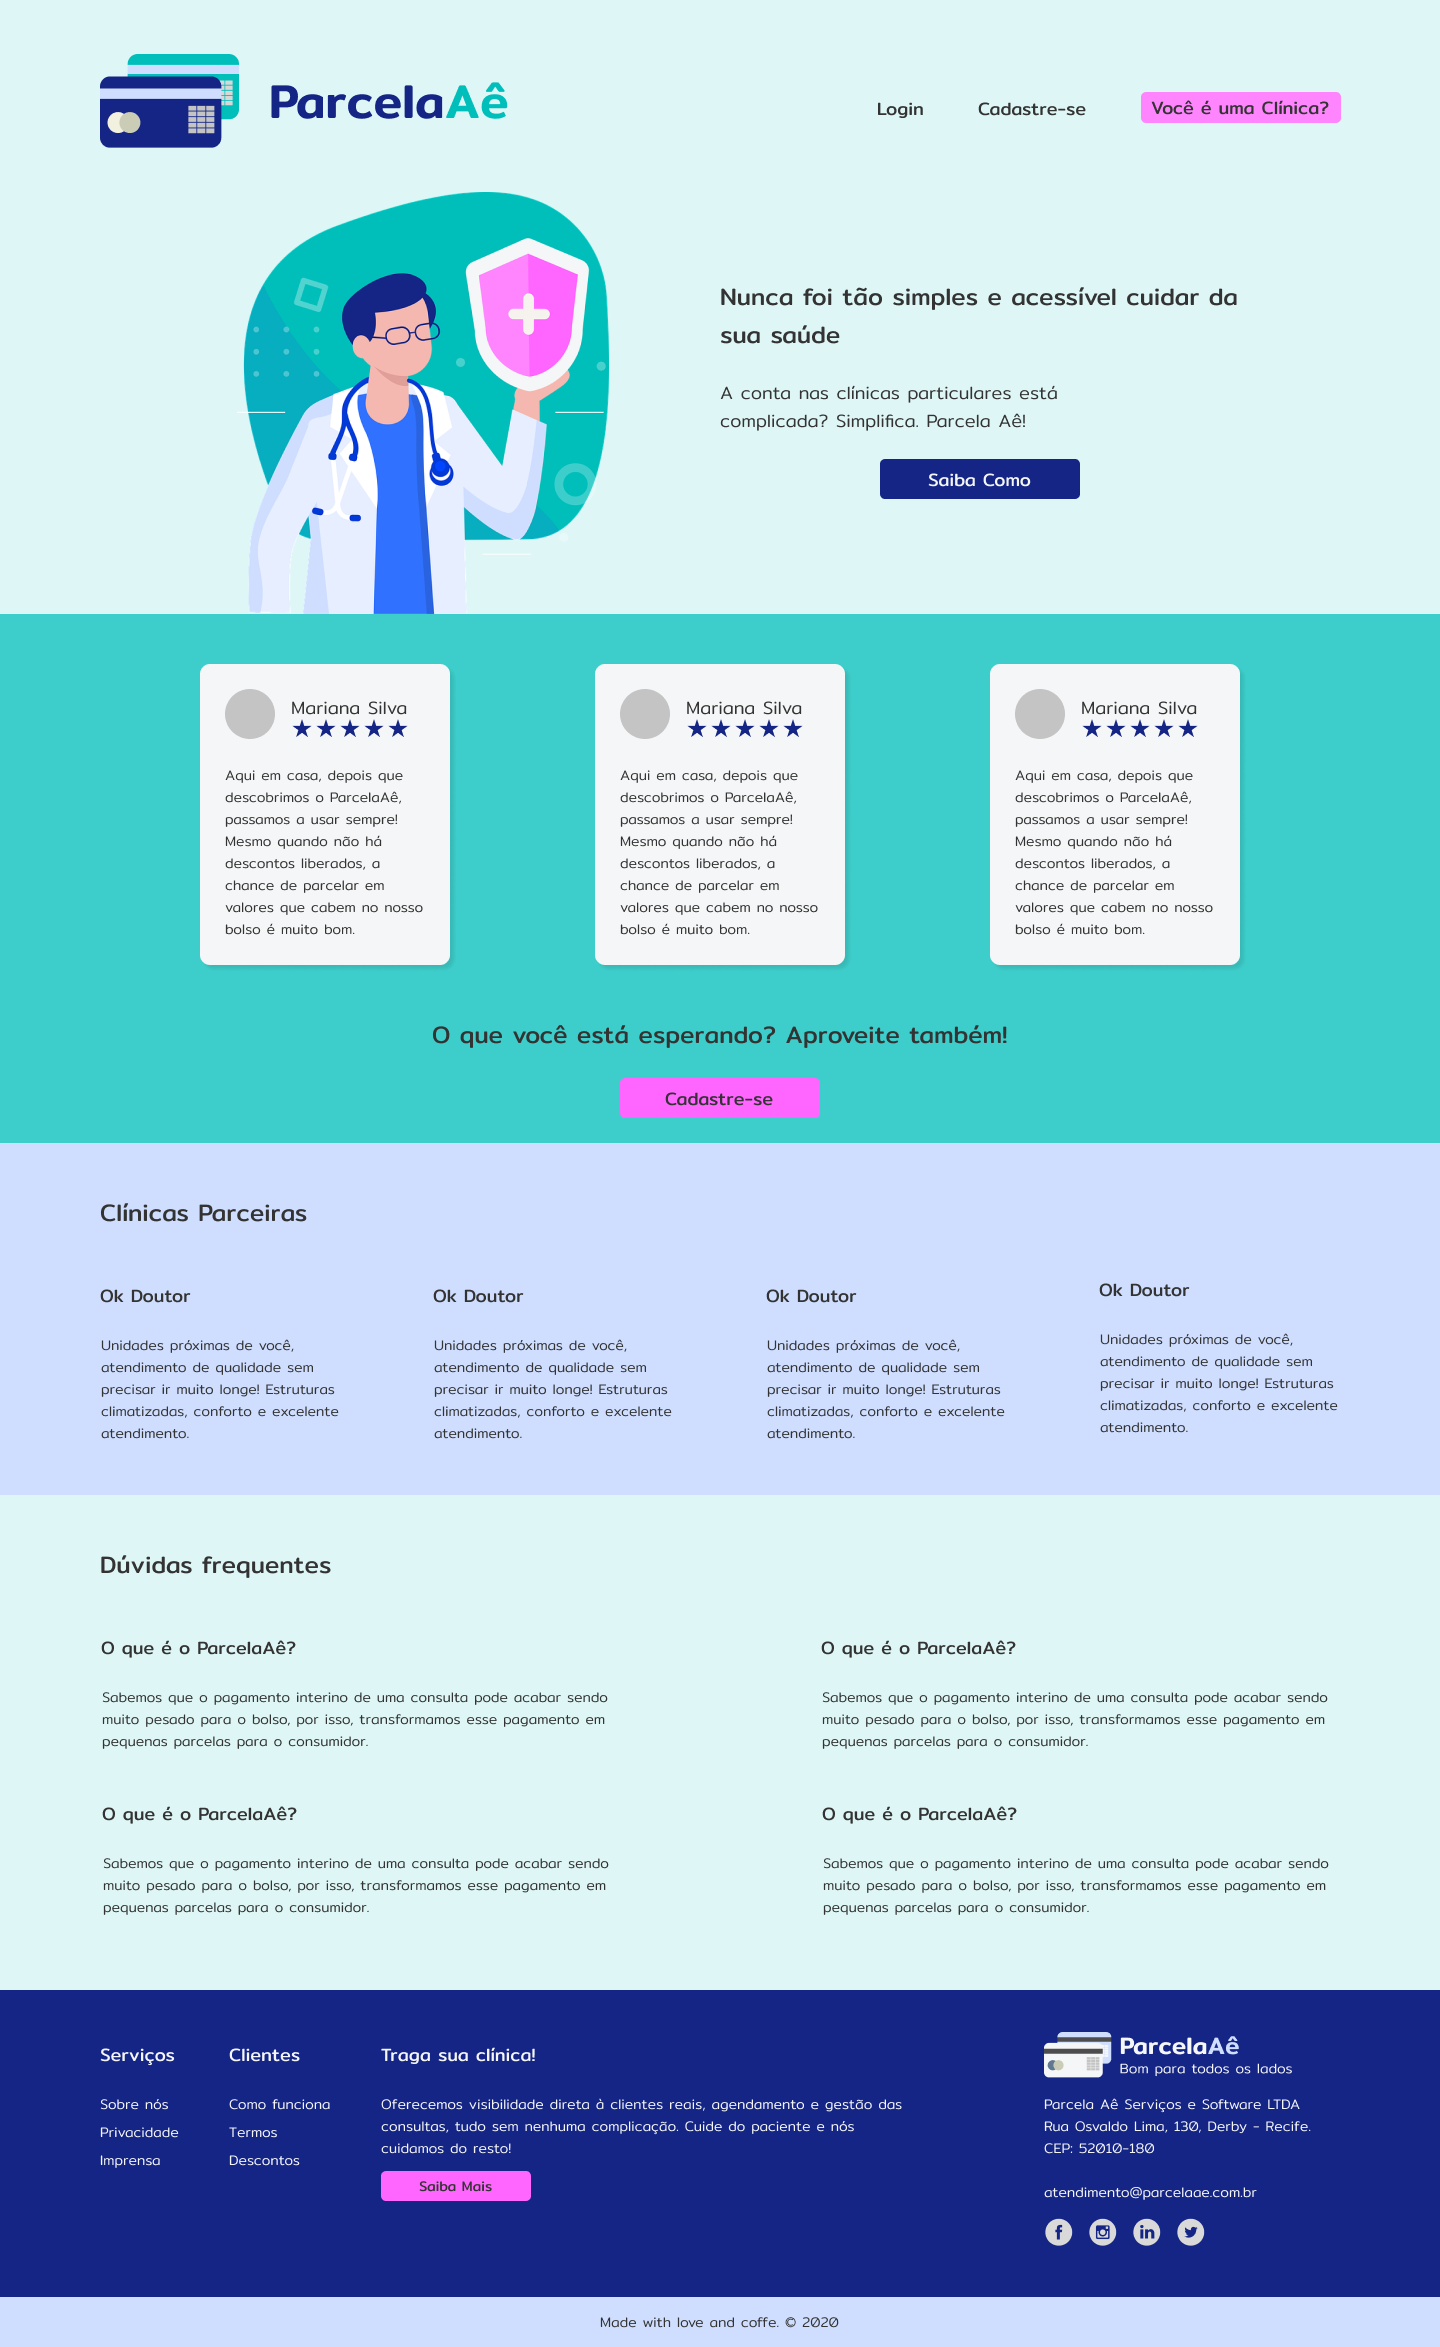 ParcelaAê
Login
Cadastre-se
Você é uma Clínica?
Nunca foi tão simples e acessível cuidar da
sua saúde
A conta nas clínicas particulares está
complicada? Simplifica. Parcela Aê!
Saiba Como
Mariana Silva
Aqui em casa, depois que
descobrimos o ParcelaAê,
passamos a usar sempre!
Mesmo quando não há
descontos liberados, a
chance de parcelar em
valores que cabem no nosso
bolso é muito bom.
Mariana Silva
Aqui em casa, depois que
descobrimos o ParcelaAê,
passamos a usar sempre!
Mesmo quando não há
descontos liberados, a
chance de parcelar em
valores que cabem no nosso
bolso é muito bom.
Mariana Silva
Aqui em casa, depois que
descobrimos o ParcelaAê,
passamos a usar sempre!
Mesmo quando não há
descontos liberados, a
chance de parcelar em
valores que cabem no nosso
bolso é muito bom.
O que você está esperando? Aproveite também!
Cadastre-se
Clínicas Parceiras
Ok Doutor
Unidades próximas de você,
atendimento de qualidade sem
precisar ir muito longe! Estruturas
climatizadas, conforto e excelente
atendimento.
Ok Doutor
Unidades próximas de você,
atendimento de qualidade sem
precisar ir muito longe! Estruturas
climatizadas, conforto e excelente
atendimento.
Ok Doutor
Unidades próximas de você,
atendimento de qualidade sem
precisar ir muito longe! Estruturas
climatizadas, conforto e excelente
atendimento.
Ok Doutor
Unidades próximas de você,
atendimento de qualidade sem
precisar ir muito longe! Estruturas
climatizadas, conforto e excelente
atendimento.
Dúvidas frequentes
O que é o ParcelaAê?
Sabemos que o pagamento interino de uma consulta pode acabar sendo
muito pesado para o bolso, por isso, transformamos esse pagamento em
pequenas parcelas para o consumidor.
O que é o ParcelaAê?
Sabemos que o pagamento interino de uma consulta pode acabar sendo
muito pesado para o bolso, por isso, transformamos esse pagamento em
pequenas parcelas para o consumidor.
O que é o ParcelaAê?
Sabemos que o pagamento interino de uma consulta pode acabar sendo
muito pesado para o bolso, por isso, transformamos esse pagamento em
pequenas parcelas para o consumidor.
O que é o ParcelaAê?
Sabemos que o pagamento interino de uma consulta pode acabar sendo
muito pesado para o bolso, por isso, transformamos esse pagamento em
pequenas parcelas para o consumidor.
Serviços
Sobre nós
Privacidade
Imprensa
Clientes
Como funciona
Termos
Descontos
Traga sua clínica!
Oferecemos visibilidade direta à clientes reais, agendamento e gestão das
consultas, tudo sem nenhuma complicação. Cuide do paciente e nós
cuidamos do resto!
Saiba Mais
ParcelaAê
Bom para todos os lados
Parcela Aê Serviços e Software LTDA
Rua Osvaldo Lima, 130, Derby - Recife.
CEP: 52010-180
atendimento@parcelaae.com.br
Made with love and coffe. © 2020